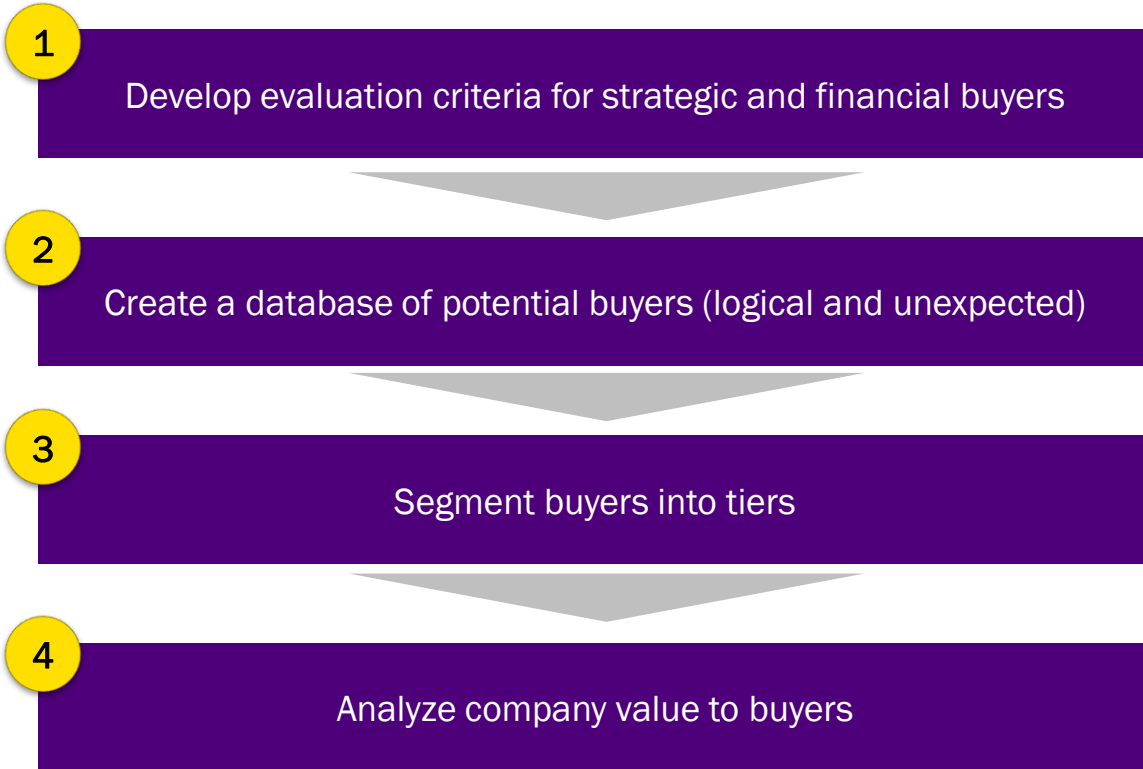 1
Develop evaluation criteria for strategic and financial buyers
2
Create a database of potential buyers (logical and unexpected)
3
Segment buyers into tiers
4
Analyze company value to buyers